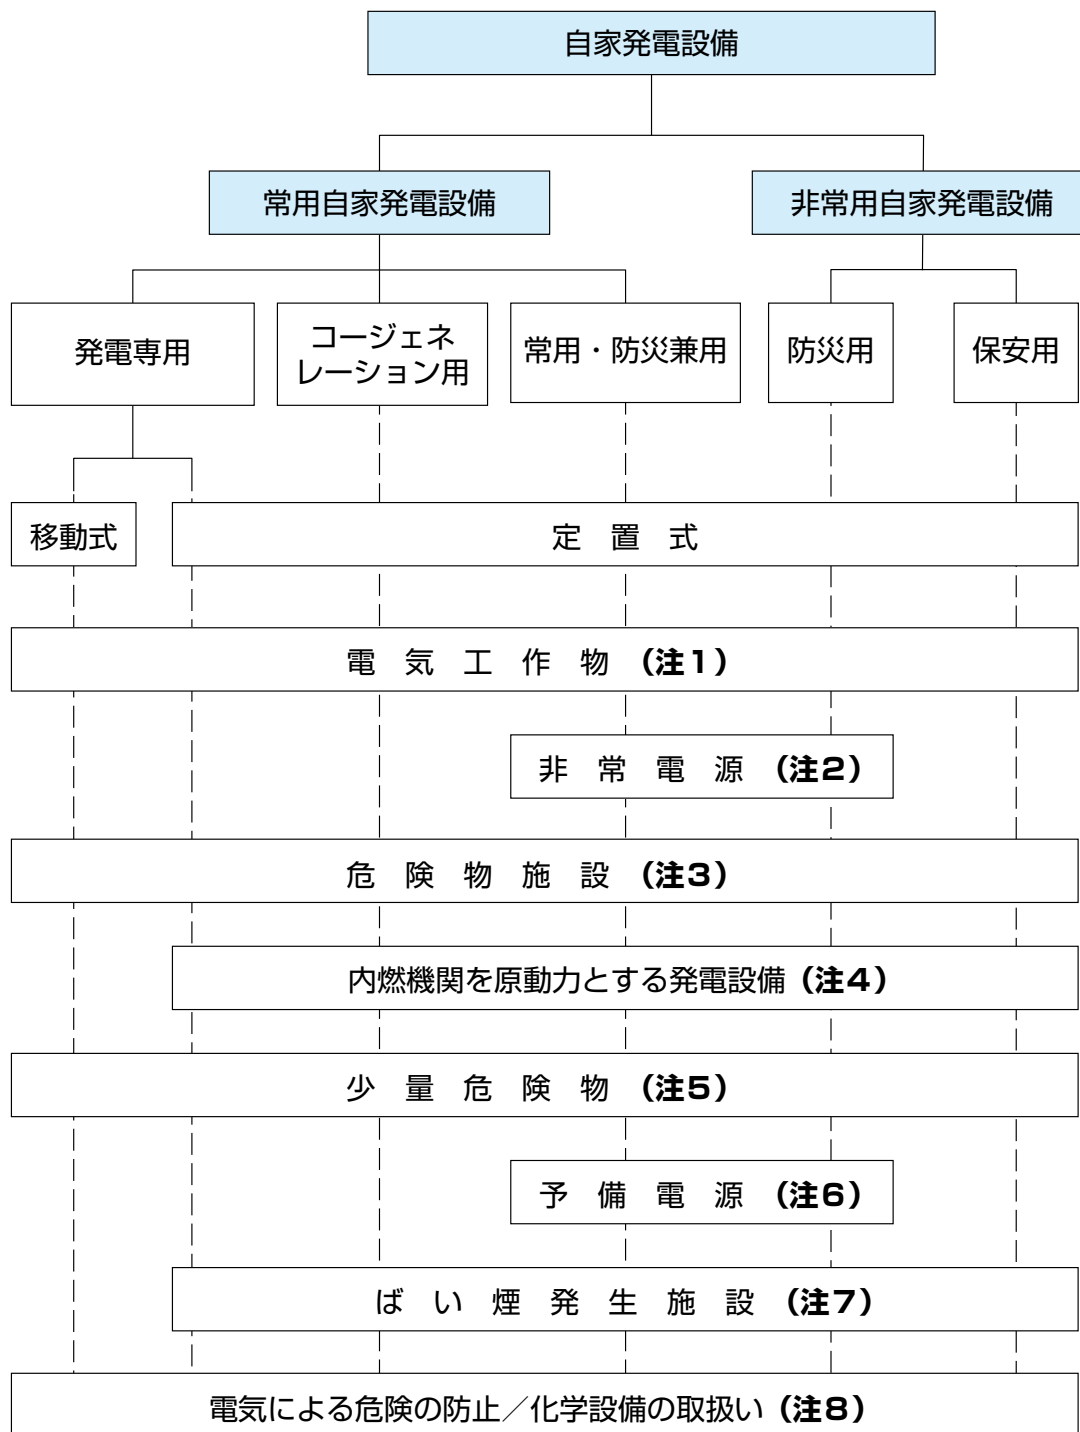 自家発電設備
常用自家発電設備
非常用自家発電設備
発電専用
コージェネ
レーション用
常用・防災兼用
防災用
保安用
移動式
定 置 式
電 気 工 作 物 (注1)
非 常 電 源 (注2)
危 険 物 施 設 (注3)
内燃機関を原動力とする発電設備 (注4)
少 量 危 険 物 (注5)
予 備 電 源 (注6)
ば い 煙 発 生 施 設 (注7)
電気による危険の防止／化学設備の取扱い (注8)